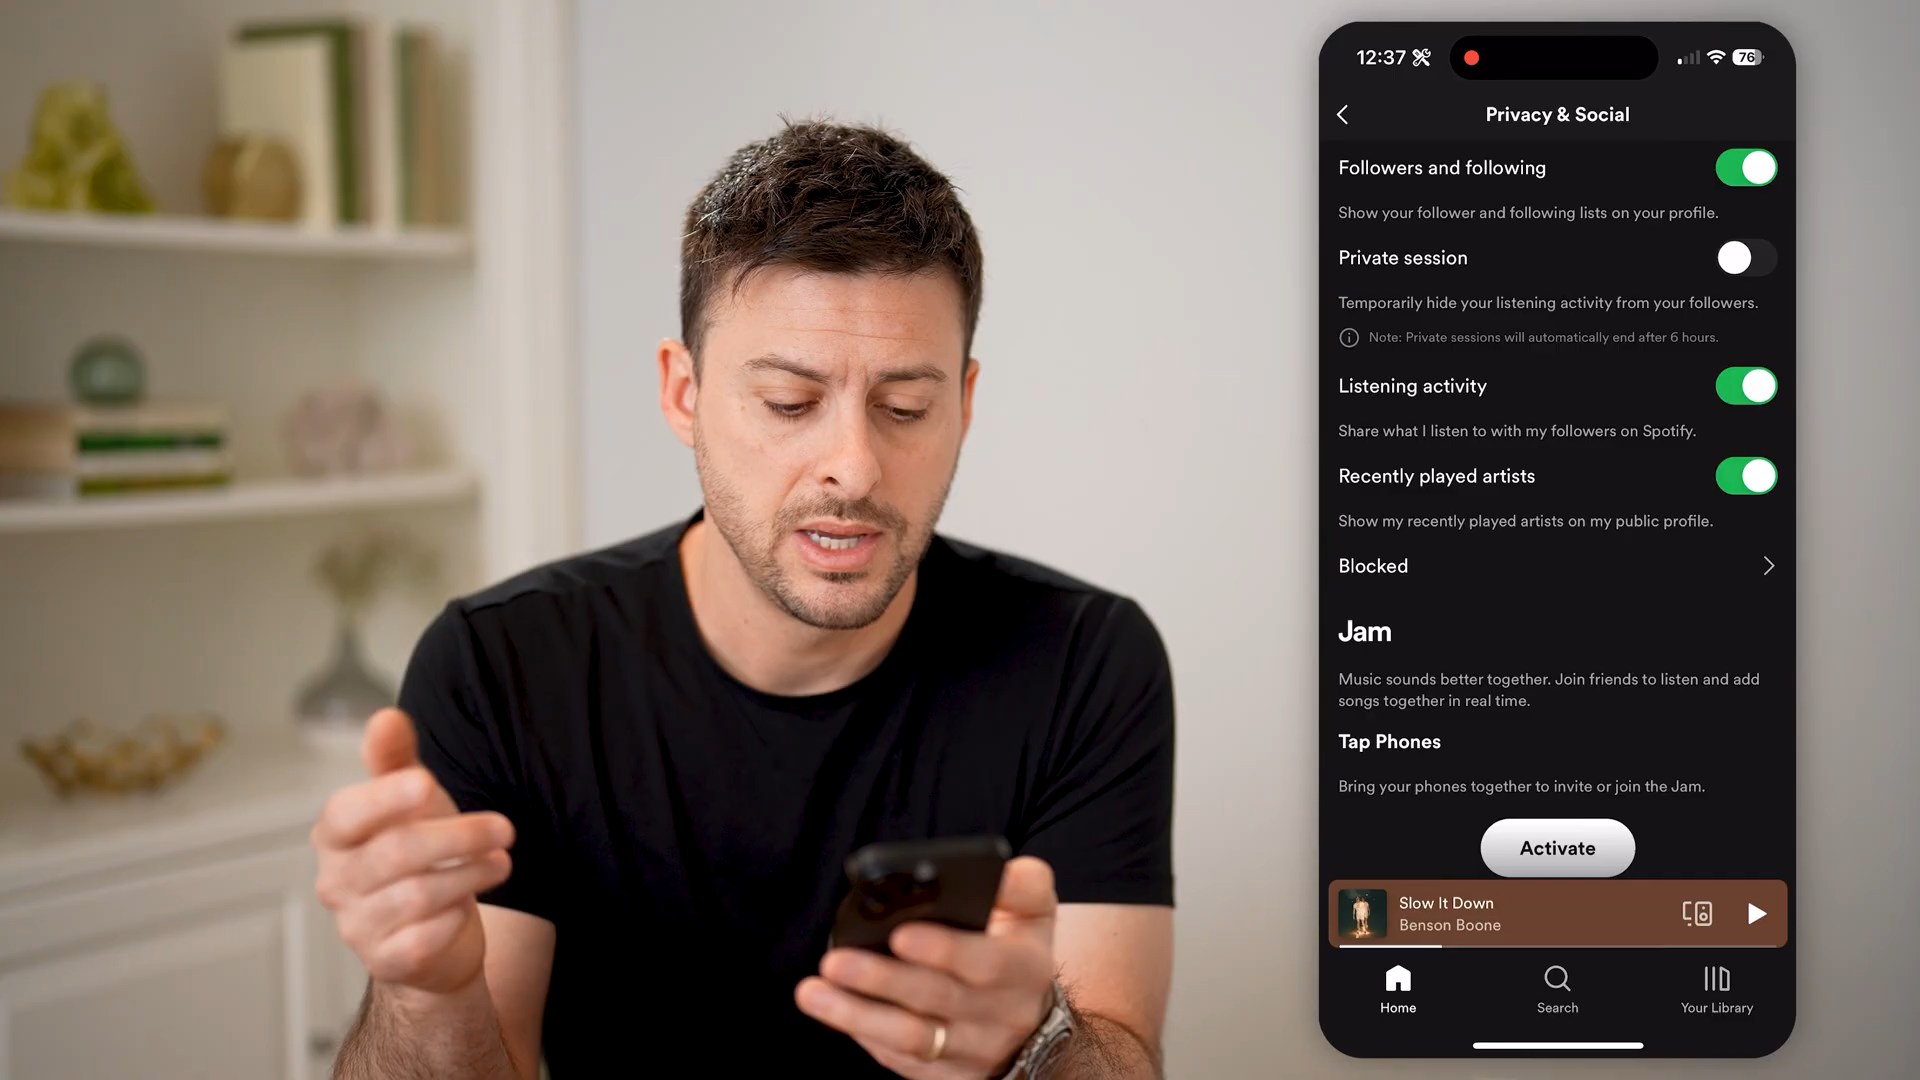 12:37
76
Privacy & Social
Followers and following
Show your follower and following lists on your profile.
Private session
Temporarily hide your listening activity from your followers.
Note: Private sessions will automatically end after 6 hours.
Listening activity
Share what I listen to with my followers on Spotify.
Recently played artists
Show my recently played artists on my public profile.
Blocked
Jam
Music sounds better together. Join friends to listen and add
songs together in real time.
Tap Phones
Bring your phones together to invite or join the Jam.
Activate
Slow It Down
Benson Boone
Home
Search
Your Library